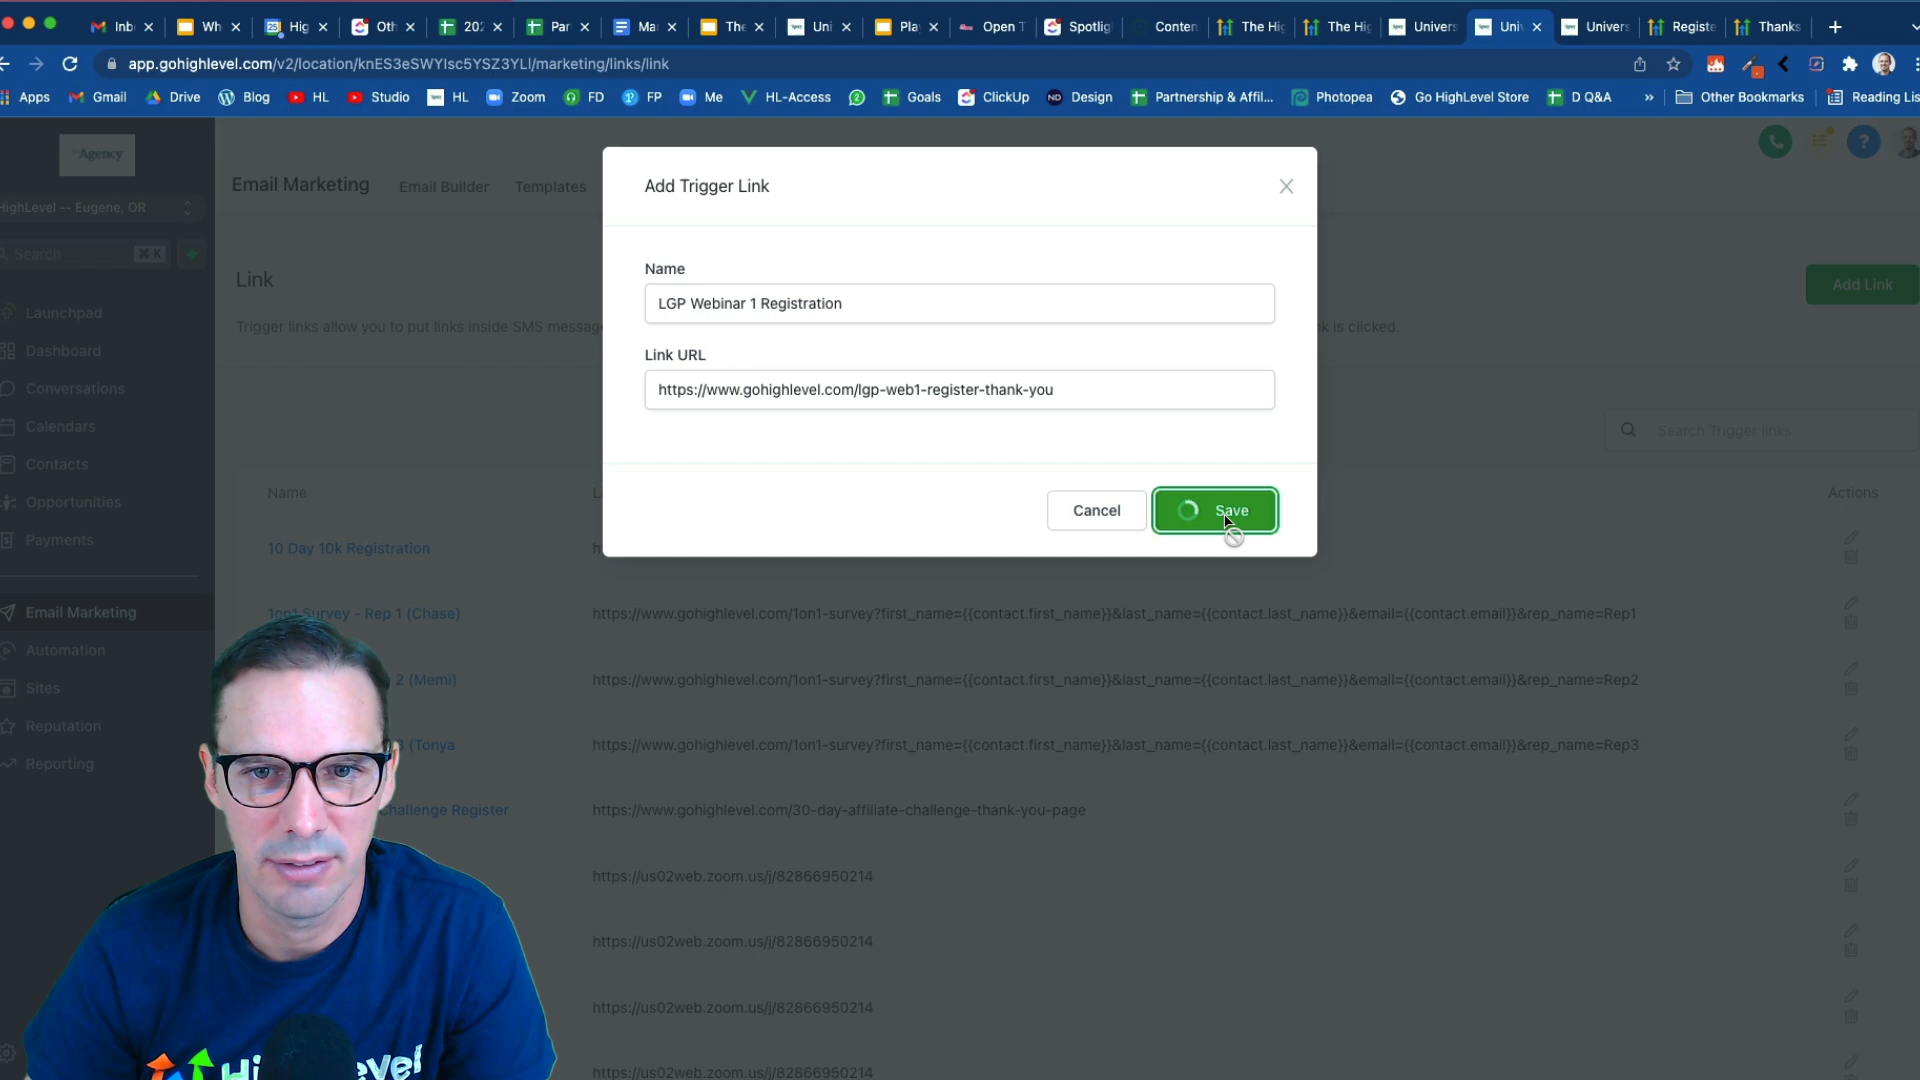 Inb
Wh
Hig
Oth
202
Par
Mar
The
Uni
Play
Open T
Spotlig
Conten
The Hi
The Hig
Univers
Univ
Univers
Registe
Thanks
app.gohighlevel.com/v2/location/knES3eSWYIsc5YSZ3YLl/marketing/links/link
Apps
Gmail
Drive
Blog
HL
Studio
HL
Zoom
FD
FP
Me
HL-Access
Goals
ClickUp
Design
Partnership & Affil...
Photopea
Go HighLevel Store
D Q&A
»
Other Bookmarks
Reading Lis
Agency
HighLevel -- Eugene, OR
Search
⌘ K
Launchpad
Dashboard
Conversations
Calendars
Contacts
Opportunities
Payments
Email Marketing
Automation
Sites
Reputation
Reporting
Email Marketing
Email Builder
Templates
Link
Add Link
Trigger links allow you to put links inside SMS messag
k is clicked.
Search Trigger links
Add Trigger Link
Name
LGP Webinar 1 Registration
Link URL
https://www.gohighlevel.com/lgp-web1-register-thank-you
Cancel
Save
Name
Actions
10 Day 10k Registration
1on1 Survey - Rep 1 (Chase)
https://www.gohighlevel.com/1on1-survey?first_name={{contact.first_name}}&last_name={{contact.last_name}}&email={{contact.email}}&rep_name=Rep1
2 (Memi)
https://www.gohighlevel.com/1on1-survey?first_name={{contact.first_name}}&last_name={{contact.last_name}}&email={{contact.email}}&rep_name=Rep2
3 (Tonya
https://www.gohighlevel.com/1on1-survey?first_name={{contact.first_name}}&last_name={{contact.last_name}}&email={{contact.email}}&rep_name=Rep3
Challenge Register
https://www.gohighlevel.com/30-day-affiliate-challenge-thank-you-page
https://us02web.zoom.us/j/82866950214
https://us02web.zoom.us/j/82866950214
https://us02web.zoom.us/j/82866950214
https://us02web.zoom.us/j/82866950214